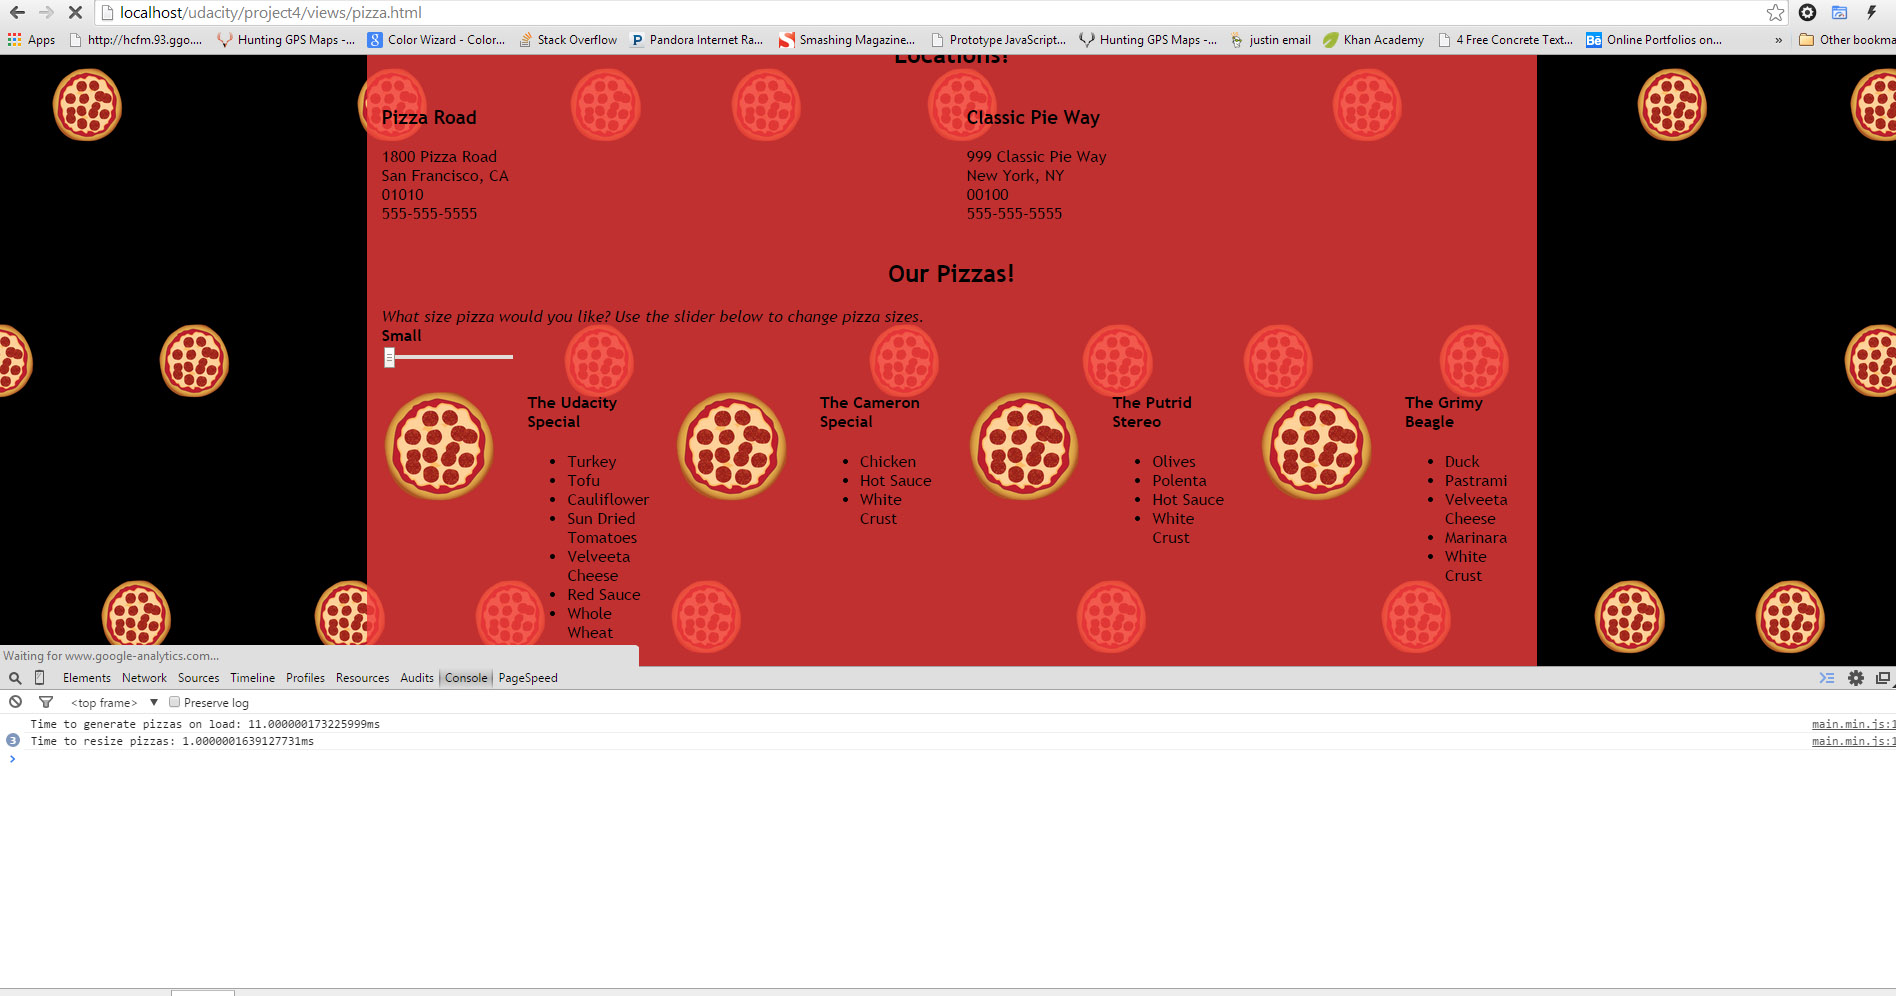 localhost/udacity/project4/views/pizza.html
Apps http://hcfm.93.ggo.... Hunting GPS Maps -... Color Wizard - Color... Stack Overflow Pandora Internet Ra... Smashing Magazine... Prototype JavaScript... Hunting GPS Maps -... justin email Khan Academy 4 Free Concrete Text... Bē Online Portfolios on... » Other bookma
Locations!
Pizza Road
1800 Pizza Road
San Francisco, CA
01010
555-555-5555
Classic Pie Way
999 Classic Pie Way
New York, NY
00100
555-555-5555
Our Pizzas!
What size pizza would you like? Use the slider below to change pizza sizes.
Small
The Udacity
Special
• Turkey
• Tofu
• Cauliflower
• Sun Dried
Tomatoes
• Velveeta
Cheese
• Red Sauce
• Whole
Wheat
The Cameron
Special
• Chicken
• Hot Sauce
• White
Crust
The Putrid
Stereo
• Olives
• Polenta
• Hot Sauce
• White
Crust
The Grimy
Beagle
• Duck
• Pastrami
• Velveeta
Cheese
• Marinara
• White
Crust
Waiting for www.google-analytics.com...
Elements Network Sources Timeline Profiles Resources Audits Console PageSpeed
<top frame> ▼ Preserve log
Time to generate pizzas on load: 11.000000173225999ms main.min.js:1
3 Time to resize pizzas: 1.0000001639127731ms main.min.js:1
>